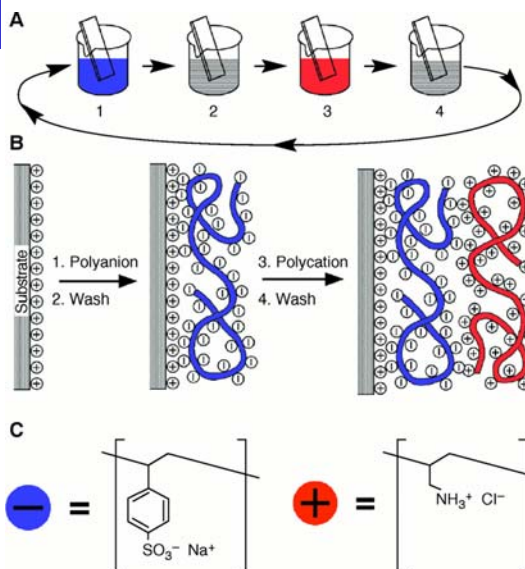 A
1 2 3 4
B
Substrate
1. Polyanion
2. Wash
3. Polycation
4. Wash
C
− =
SO₃⁻ Na⁺
+ =
NH₃⁺ Cl⁻